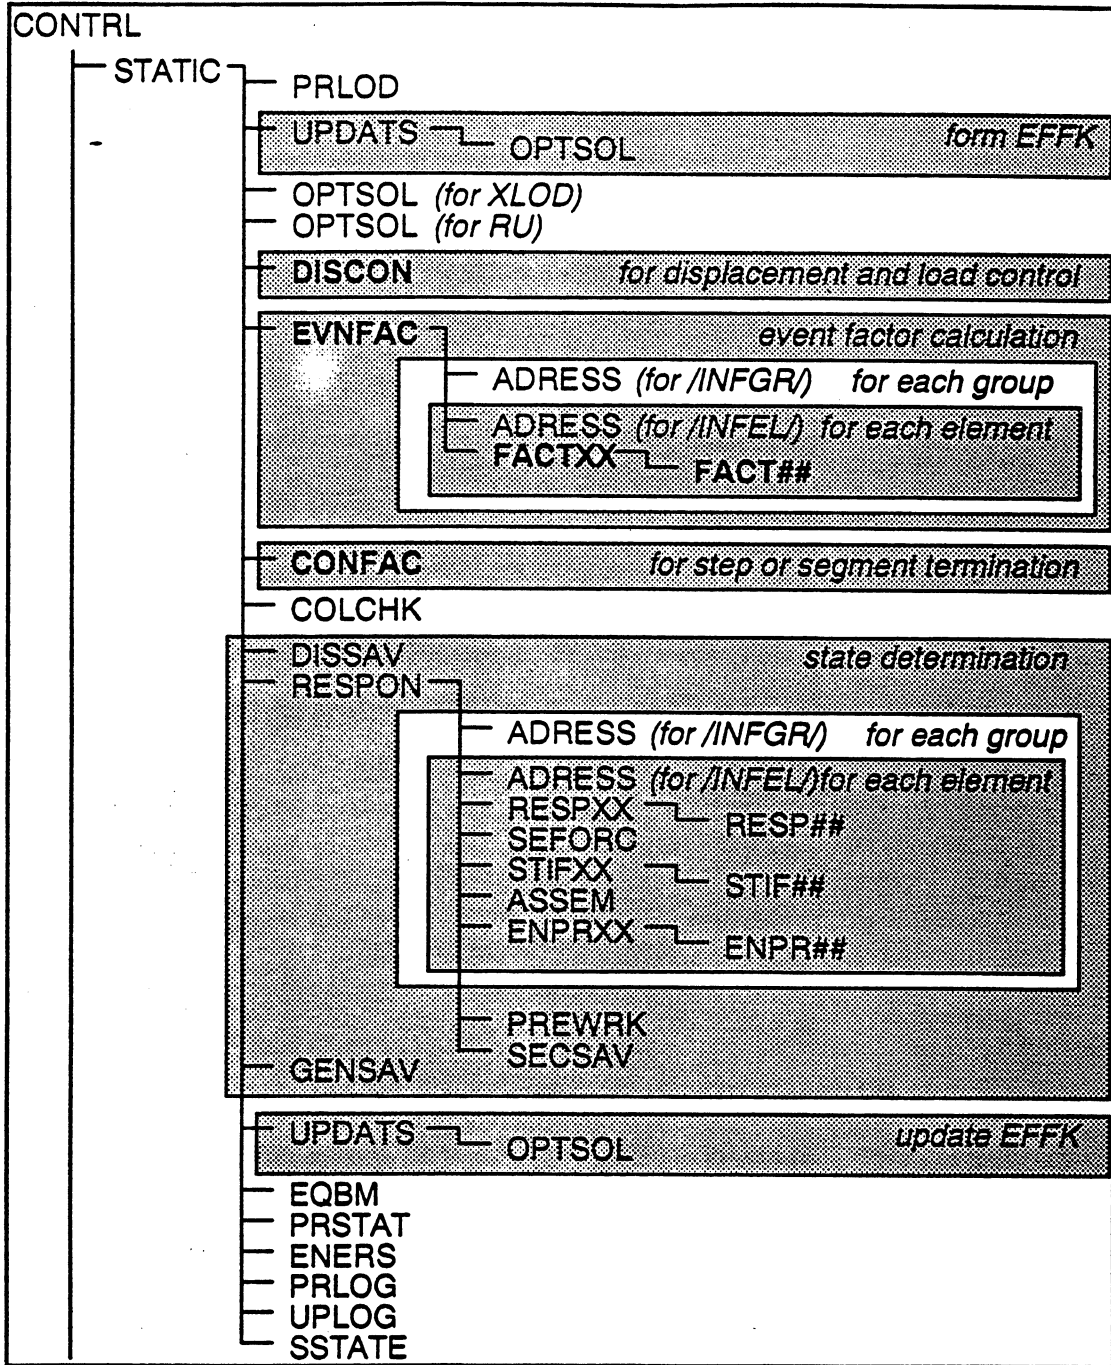 CONTRL
STATIC
PRLOD
UPDATS OPTSOL form EFFK
OPTSOL (for XLOD)
OPTSOL (for RU)
DISCON for displacement and load control
EVNFAC event factor calculation
ADRESS (for /INFGR/) for each group
ADRESS (for /INFEL/) for each element
FACTXX FACT##
CONFAC for step or segment termination
COLCHK
DISSAV state determination
RESPON
ADRESS (for /INFGR/) for each group
ADRESS (for /INFEL/) for each element
RESPXX RESP##
SEFORC
STIFXX STIF##
ASSEM
ENPRXX ENPR##
PREWRK
SECSAV
GENSAV
UPDATS OPTSOL update EFFK
EQBM
PRSTAT
ENERS
PRLOG
UPLOG
SSTATE